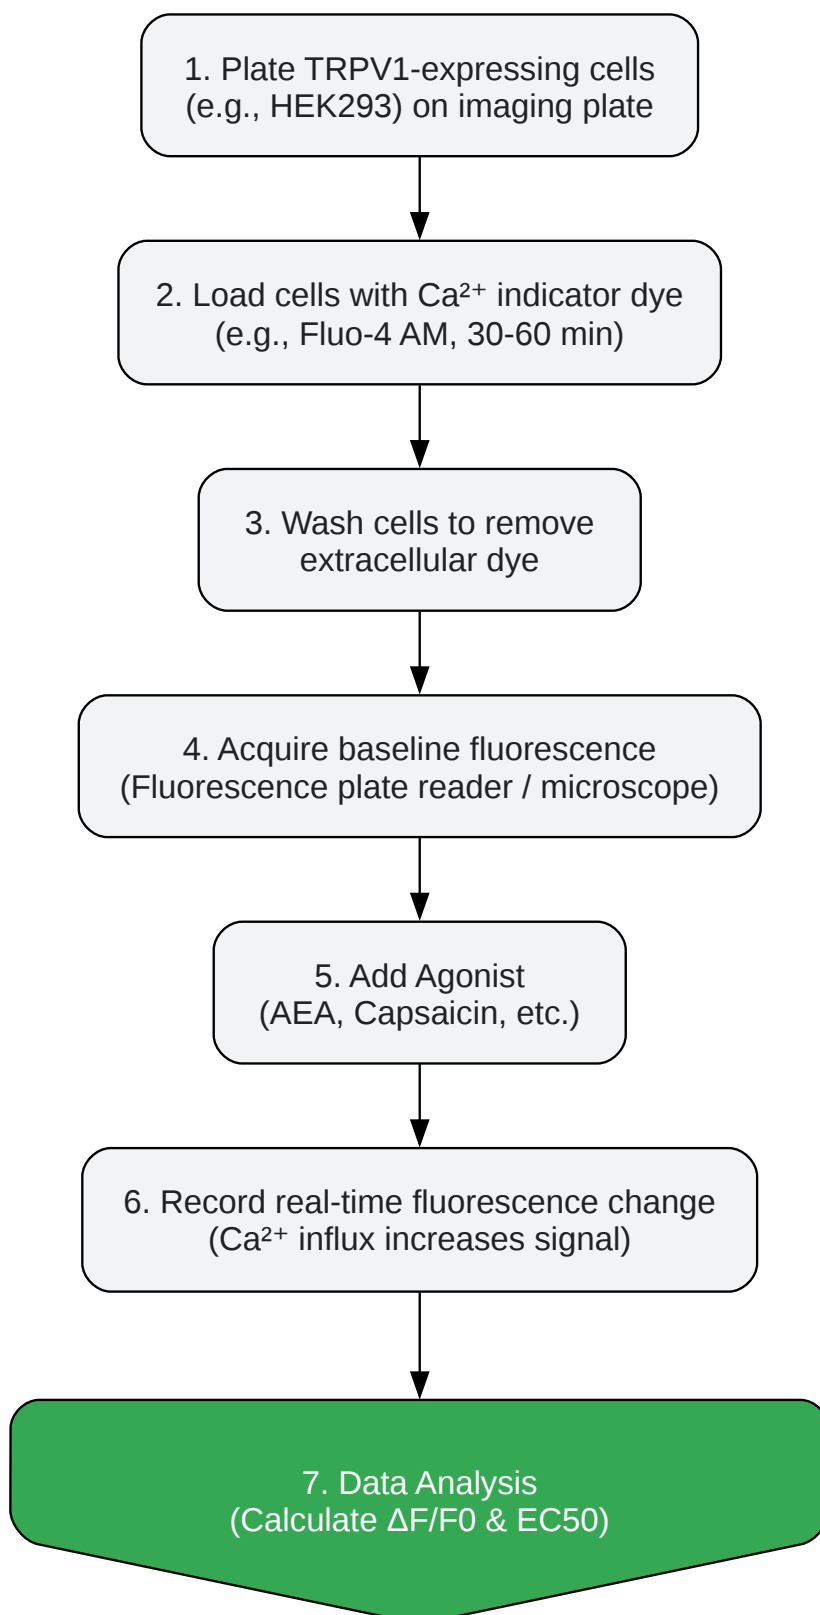 1. Plate TRPV1-expressing cells
(e.g., HEK293) on imaging plate
2. Load cells with Ca²⁺ indicator dye
(e.g., Fluo-4 AM, 30-60 min)
3. Wash cells to remove
extracellular dye
4. Acquire baseline fluorescence
(Fluorescence plate reader / microscope)
5. Add Agonist
(AEA, Capsaicin, etc.)
6. Record real-time fluorescence change
(Ca²⁺ influx increases signal)
7. Data Analysis
(Calculate ΔF/F0 & EC50)